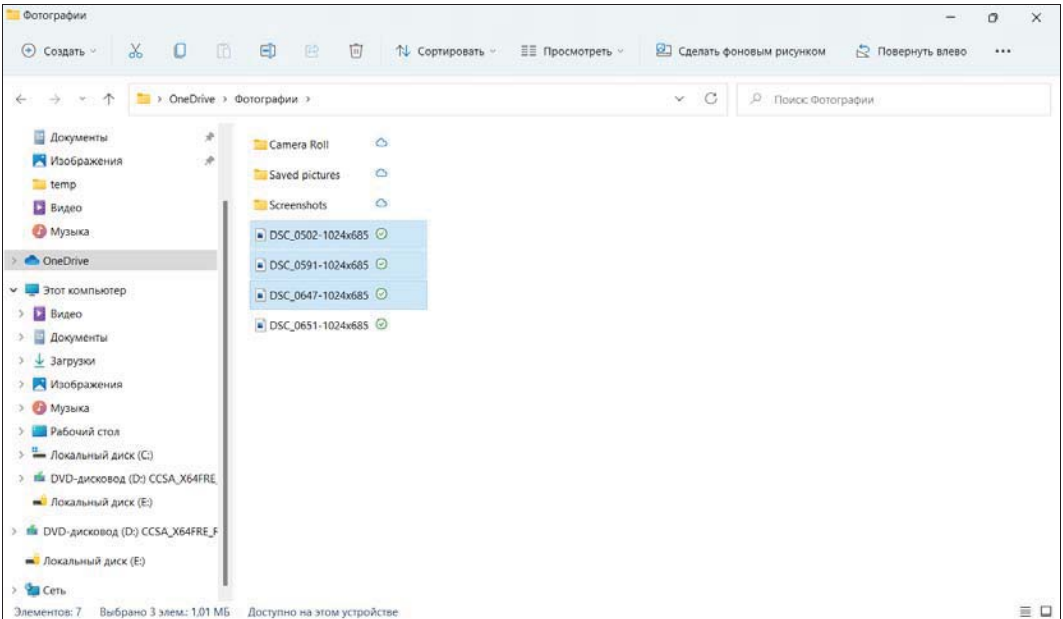 Фотографии
Создать
Сортировать
Просмотреть
Сделать фоновым рисунком
Повернуть влево
OneDrive › Фотографии ›
Поиск: Фотографии
Документы
Изображения
temp
Видео
Музыка
OneDrive
Этот компьютер
Видео
Документы
Загрузки
Изображения
Музыка
Рабочий стол
Локальный диск (C:)
DVD-дисковод (D:) CCSA_X64FRE_
Локальный диск (E:)
DVD-дисковод (D:) CCSA_X64FRE_F
Локальный диск (E:)
Сеть
Camera Roll
Saved pictures
Screenshots
DSC_0502-1024x685
DSC_0591-1024x685
DSC_0647-1024x685
DSC_0651-1024x685
Элементов: 7 Выбрано 3 элем.: 1,01 МБ Доступно на этом устройстве